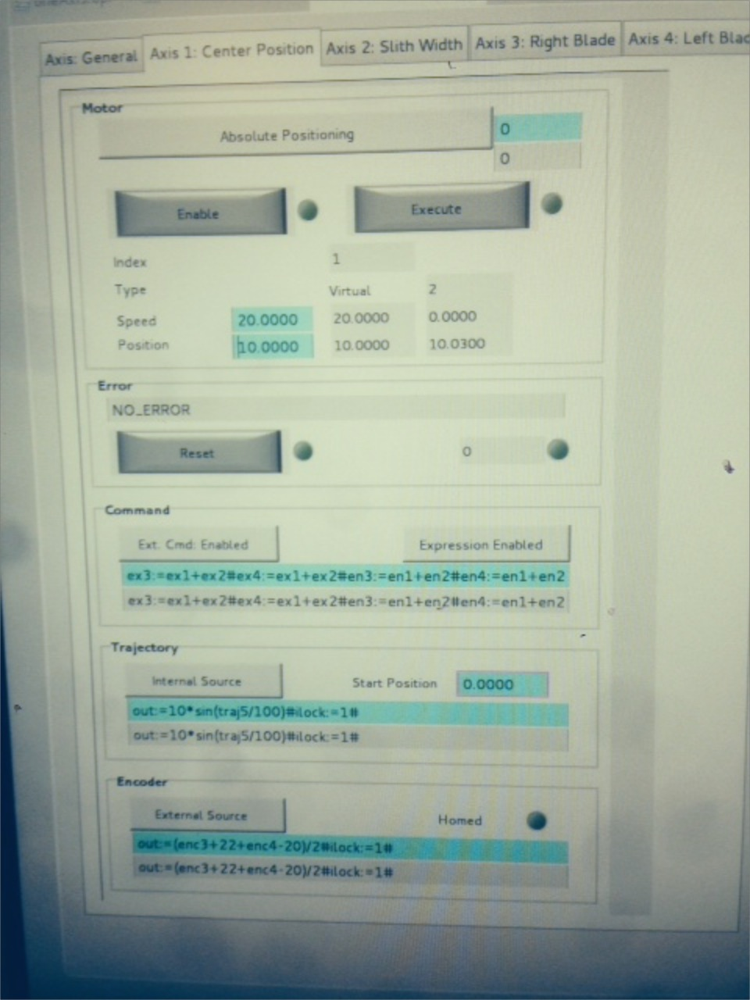 Axis: General Axis 1: Center Position Axis 2: Slith Width Axis 3: Right Blade Axis 4: Left Blad
Motor
Absolute Positioning 0
0
Enable Execute
Index 1
Type Virtual 2
Speed 20.0000 20.0000 0.0000
Position 10.0000 10.0000 10.0300
Error
NO_ERROR
Reset 0
Command
Ext. Cmd: Enabled Expression Enabled
ex3:=ex1+ex2#ex4:=ex1+ex2#en3:=en1+en2#en4:=en1+en2
ex3:=ex1+ex2#ex4:=ex1+ex2#en3:=en1+en2#en4:=en1+en2
Trajectory
Internal Source Start Position 0.0000
out:=10*sin(traj5/100)#ilock:=1#
out:=10*sin(traj5/100)#ilock:=1#
Encoder
External Source Homed
out:=(enc3+22+enc4-20)/2#ilock:=1#
out:=(enc3+22+enc4-20)/2#ilock:=1#